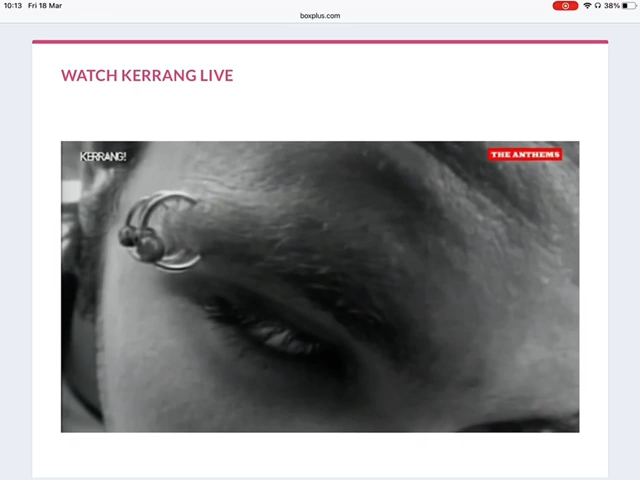 10:13 Fri 18 Mar
38%
boxplus.com
WATCH KERRANG LIVE
KERRANG!
THE ANTHEMS